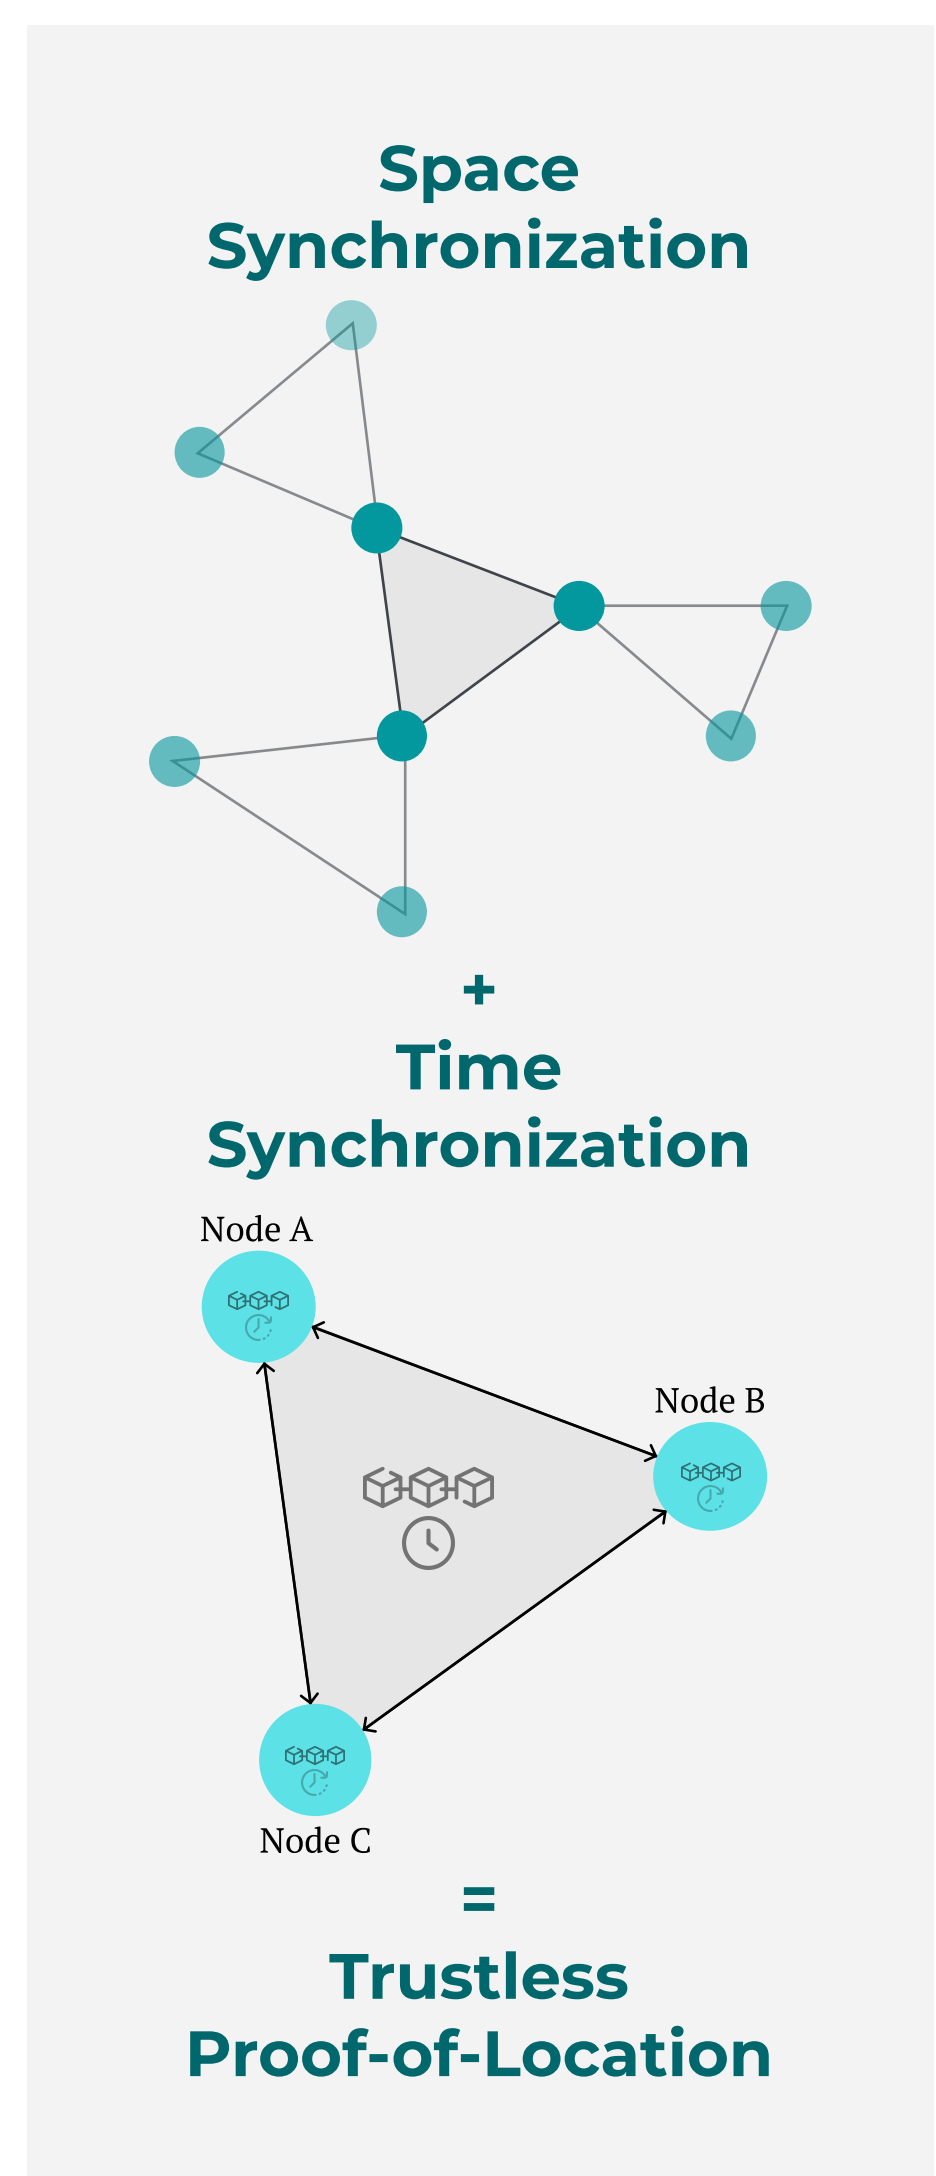 Space
Synchronization
+
Time
Synchronization
Node A
Node B
Node C
=
Trustless
Proof-of-Location